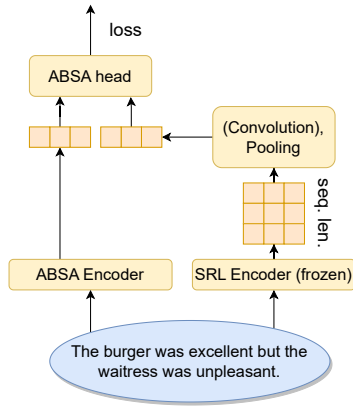 loss
ABSA head
(Convolution),
Pooling
seq. len.
ABSA Encoder
SRL Encoder (frozen)
The burger was excellent but the
waitress was unpleasant.